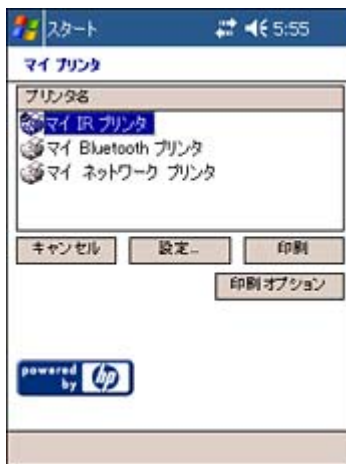 スタート 5:55
マイ プリンタ
プリンタ名
マイ IR プリンタ
マイ Bluetooth プリンタ
マイ ネットワーク プリンタ
キャンセル 設定... 印刷
印刷オプション
powered
by hp